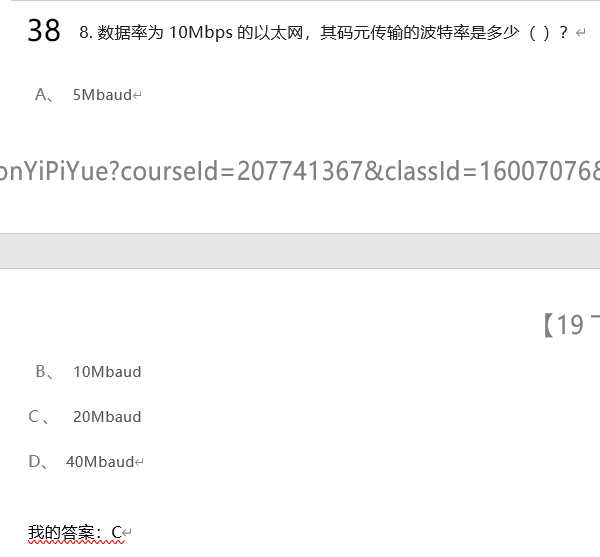 38 8. 数据率为 10Mbps 的以太网，其码元传输的波特率是多少（ ）？↵
A、 5Mbaud↵
onYiPiYue?courseId=207741367&classId=16007076&
【19
B、 10Mbaud
C、 20Mbaud
D、 40Mbaud↵
我的答案：C↵